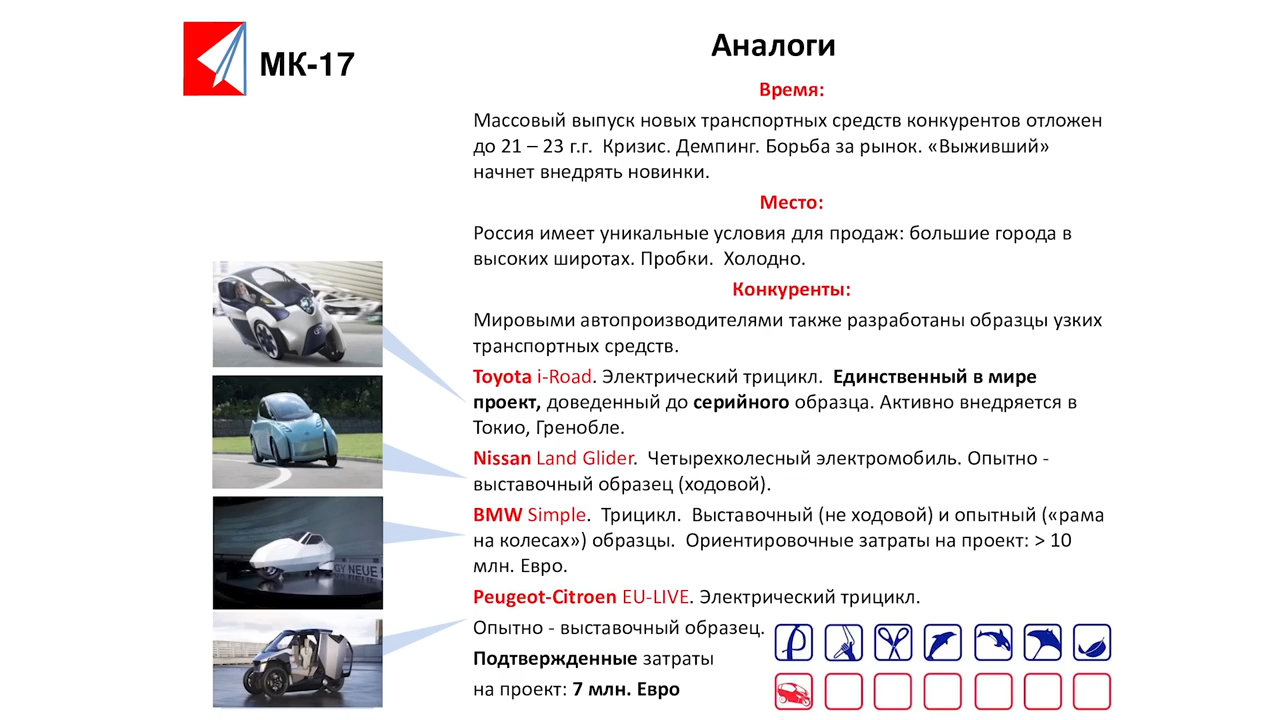 МК-17
Аналоги
Время:
Массовый выпуск новых транспортных средств конкурентов отложен
до 21 – 23 г.г. Кризис. Демпинг. Борьба за рынок. «Выживший»
начнет внедрять новинки.
Место:
Россия имеет уникальные условия для продаж: большие города в
высоких широтах. Пробки. Холодно.
Конкуренты:
Мировыми автопроизводителями также разработаны образцы узких
транспортных средств.
Toyota i-Road. Электрический трицикл. Единственный в мире
проект, доведенный до серийного образца. Активно внедряется в
Токио, Гренобле.
Nissan Land Glider. Четырехколесный электромобиль. Опытно -
выставочный образец (ходовой).
BMW Simple. Трицикл. Выставочный (не ходовой) и опытный («рама
на колесах») образцы. Ориентировочные затраты на проект: > 10
млн. Евро.
GY NEUE
Peugeot-Citroen EU-LIVE. Электрический трицикл.
Опытно - выставочный образец.
Подтвержденные затраты
на проект: 7 млн. Евро